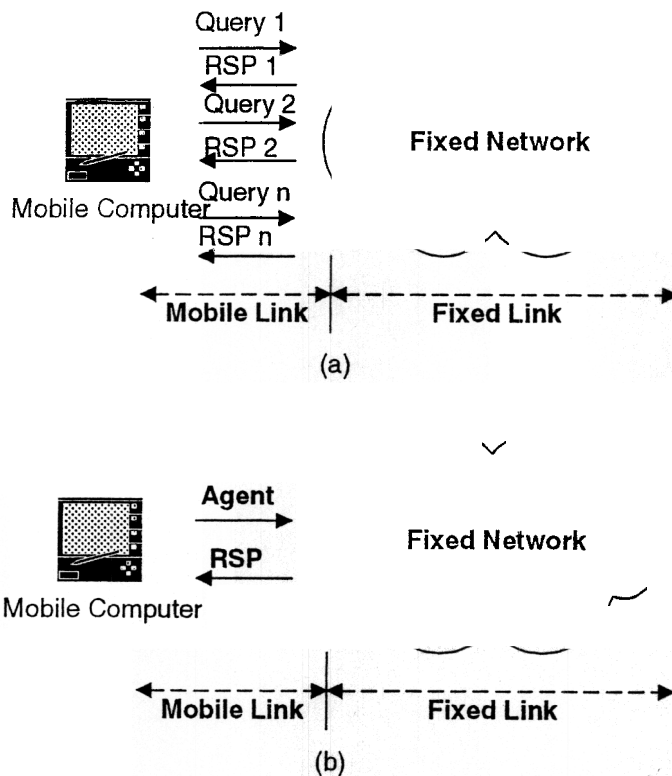 Query 1
RSP 1
Query 2
RSP 2
Query n
RSP n
Mobile Computer
Fixed Network
Mobile Link
Fixed Link
(a)
Agent
RSP
Mobile Computer
Fixed Network
Mobile Link
Fixed Link
(b)